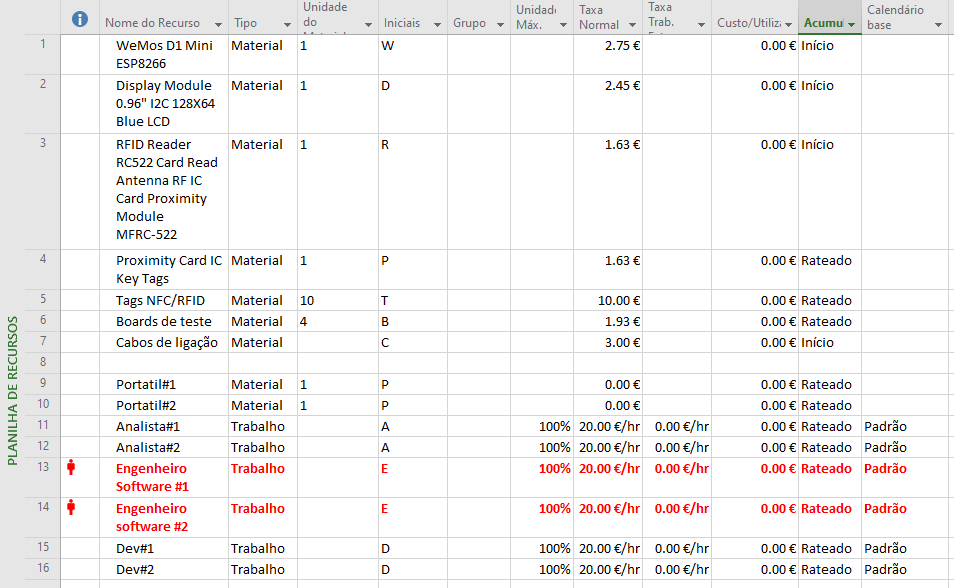 Nome do Recurso Tipo Unidade do Iniciais Grupo Unidade Máx. Taxa Normal Taxa Trab. Custo/Utiliza Acumul Calendário base
1 WeMos D1 Mini Material 1 W 2.75 € 0.00 € Início
ESP8266
2 Display Module Material 1 D 2.45 € 0.00 € Início
0.96" I2C 128X64
Blue LCD
3 RFID Reader Material 1 R 1.63 € 0.00 € Início
RC522 Card Read
Antenna RF IC
Card Proximity
Module
MFRC-522
4 Proximity Card IC Material 1 P 1.63 € 0.00 € Rateado
Key Tags
5 Tags NFC/RFID Material 10 T 10.00 € 0.00 € Rateado
6 Boards de teste Material 4 B 1.93 € 0.00 € Rateado
7 Cabos de ligação Material C 3.00 € 0.00 € Início
8
9 Portatil#1 Material 1 P 0.00 € 0.00 € Rateado
10 Portatil#2 Material 1 P 0.00 € 0.00 € Rateado
11 Analista#1 Trabalho A 100% 20.00 €/hr 0.00 €/hr 0.00 € Rateado Padrão
12 Analista#2 Trabalho A 100% 20.00 €/hr 0.00 €/hr 0.00 € Rateado Padrão
13 Engenheiro Trabalho E 100% 20.00 €/hr 0.00 €/hr 0.00 € Rateado Padrão
Software #1
14 Engenheiro Trabalho E 100% 20.00 €/hr 0.00 €/hr 0.00 € Rateado Padrão
software #2
15 Dev#1 Trabalho D 100% 20.00 €/hr 0.00 €/hr 0.00 € Rateado Padrão
16 Dev#2 Trabalho D 100% 20.00 €/hr 0.00 €/hr 0.00 € Rateado Padrão
PLANILHA DE RECURSOS